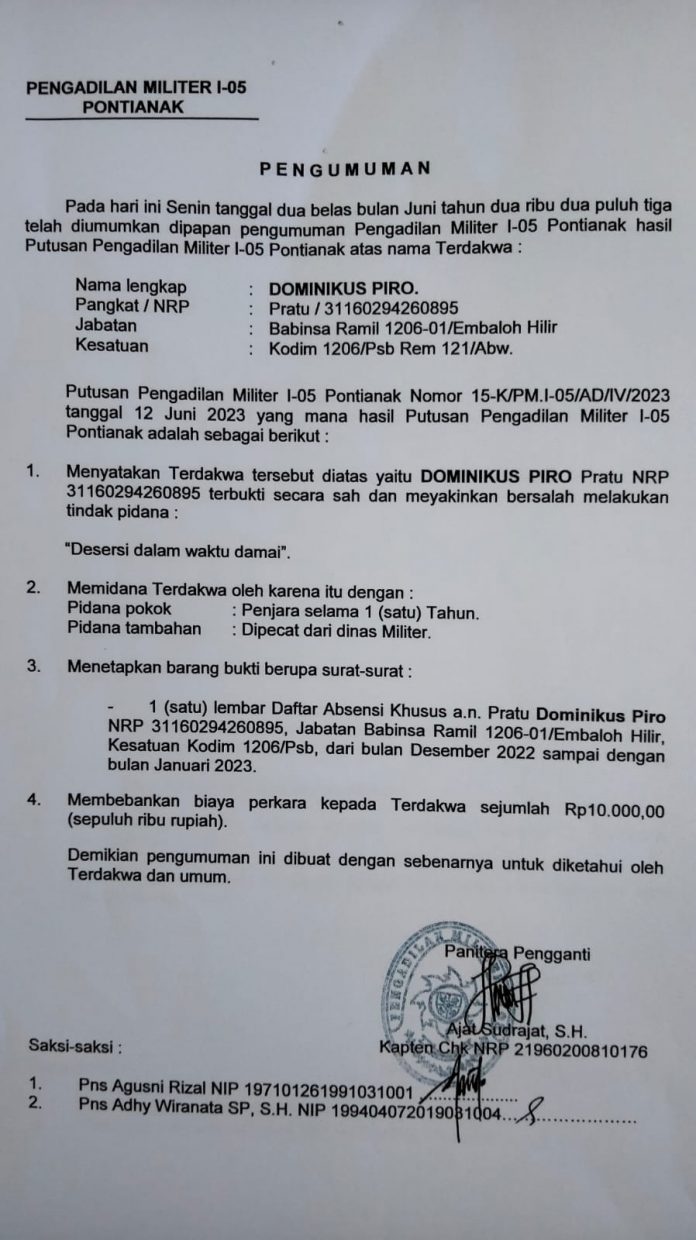 PENGADILAN MILITER I-05
PONTIANAK
PENGUMUMAN
Pada hari ini Senin tanggal dua belas bulan Juni tahun dua ribu dua puluh tiga
telah diumumkan dipapan pengumuman Pengadilan Militer I-05 Pontianak hasil
Putusan Pengadilan Militer I-05 Pontianak atas nama Terdakwa :
Nama lengkap : DOMINIKUS PIRO.
Pangkat / NRP : Pratu / 31160294260895
Jabatan : Babinsa Ramil 1206-01/Embaloh Hilir
Kesatuan : Kodim 1206/Psb Rem 121/Abw.
Putusan Pengadilan Militer I-05 Pontianak Nomor 15-K/PM.I-05/AD/IV/2023
tanggal 12 Juni 2023 yang mana hasil Putusan Pengadilan Militer I-05
Pontianak adalah sebagai berikut :
1. Menyatakan Terdakwa tersebut diatas yaitu DOMINIKUS PIRO Pratu NRP
31160294260895 terbukti secara sah dan meyakinkan bersalah melakukan
tindak pidana :
"Desersi dalam waktu damai".
2. Memidana Terdakwa oleh karena itu dengan :
Pidana pokok : Penjara selama 1 (satu) Tahun.
Pidana tambahan : Dipecat dari dinas Militer.
3. Menetapkan barang bukti berupa surat-surat :
- 1 (satu) lembar Daftar Absensi Khusus a.n. Pratu Dominikus Piro
NRP 31160294260895, Jabatan Babinsa Ramil 1206-01/Embaloh Hilir,
Kesatuan Kodim 1206/Psb, dari bulan Desember 2022 sampai dengan
bulan Januari 2023.
4. Membebankan biaya perkara kepada Terdakwa sejumlah Rp10.000,00
(sepuluh ribu rupiah).
Demikian pengumuman ini dibuat dengan sebenarnya untuk diketahui oleh
Terdakwa dan umum.
PENGADILAN MILITER
Panitera Pengganti
Ajat Sudrajat, S.H.
Kapten Chk NRP 21960200810176
Saksi-saksi :
1. Pns Agusni Rizal NIP 197101261991031001
2. Pns Adhy Wiranata SP, S.H. NIP 199404072019031004